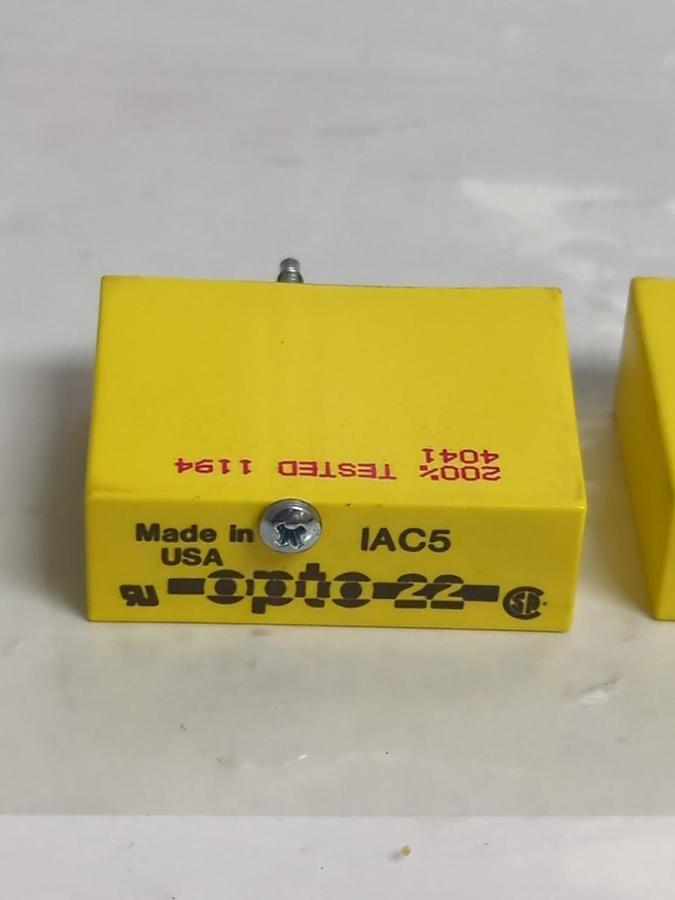 200% TESTED 1194
4041
Made in IAC5
USA
opto 22